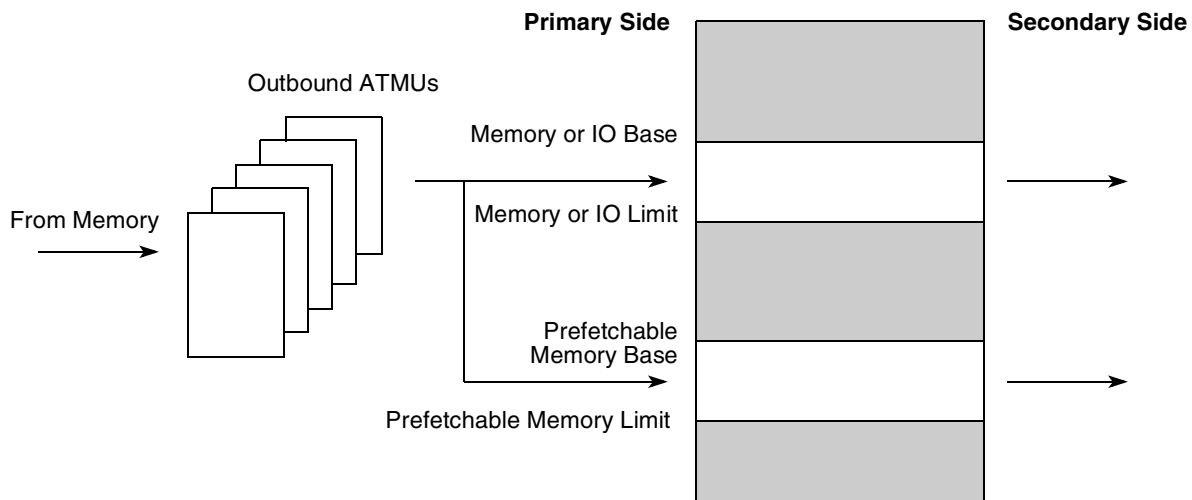 Primary Side
Secondary Side
Outbound ATMUs
Memory or IO Base
From Memory
Memory or IO Limit
Prefetchable
Memory Base
Prefetchable Memory Limit